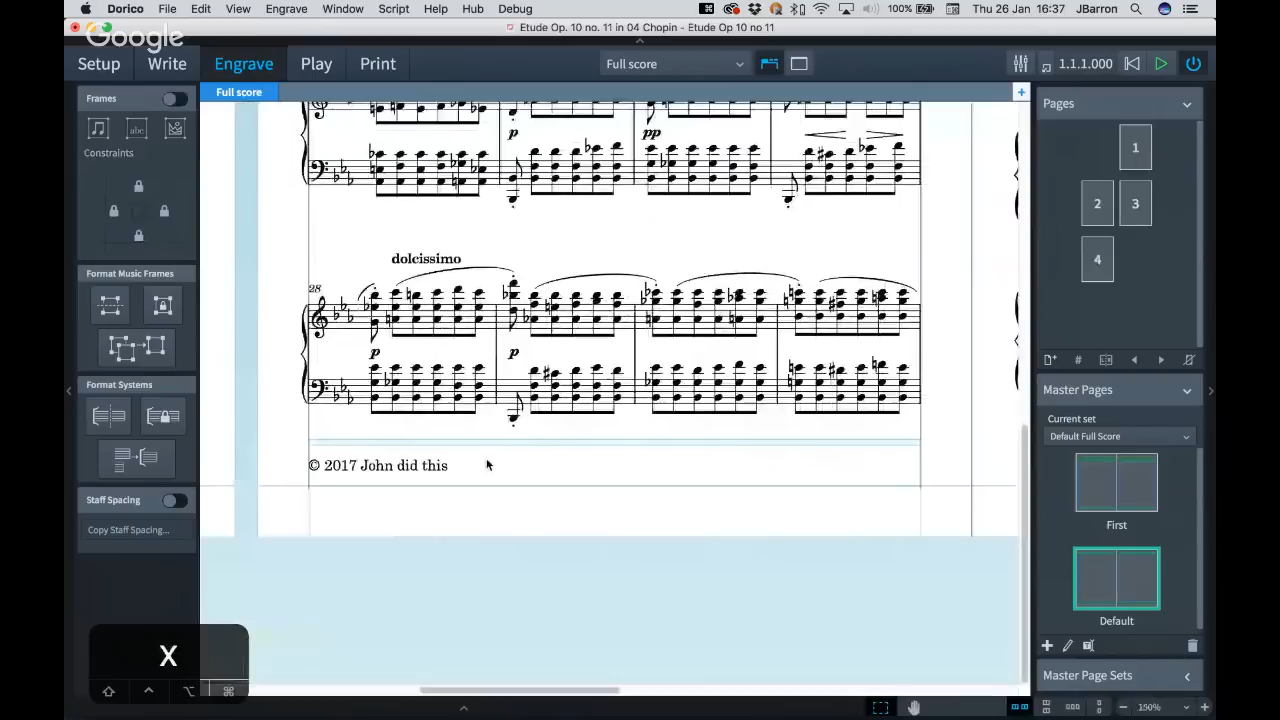 Dorico File Edit View Engrave Window Script Help Hub Debug 100% Thu 26 Jan 16:37 JBarron
Google
Etude Op. 10 no. 11 in 04 Chopin - Etude Op 10 no 11
Setup Write Engrave Play Print Full score 1.1.1.000
Frames
abc
Constraints
Format Music Frames
Format Systems
Staff Spacing
Copy Staff Spacing...
Full score
p pp
dolcissimo
28
p p
© 2017 John did this
X
Pages
1
2 3
4
#
Master Pages
Current set
Default Full Score
First
Default
Master Page Sets
150%